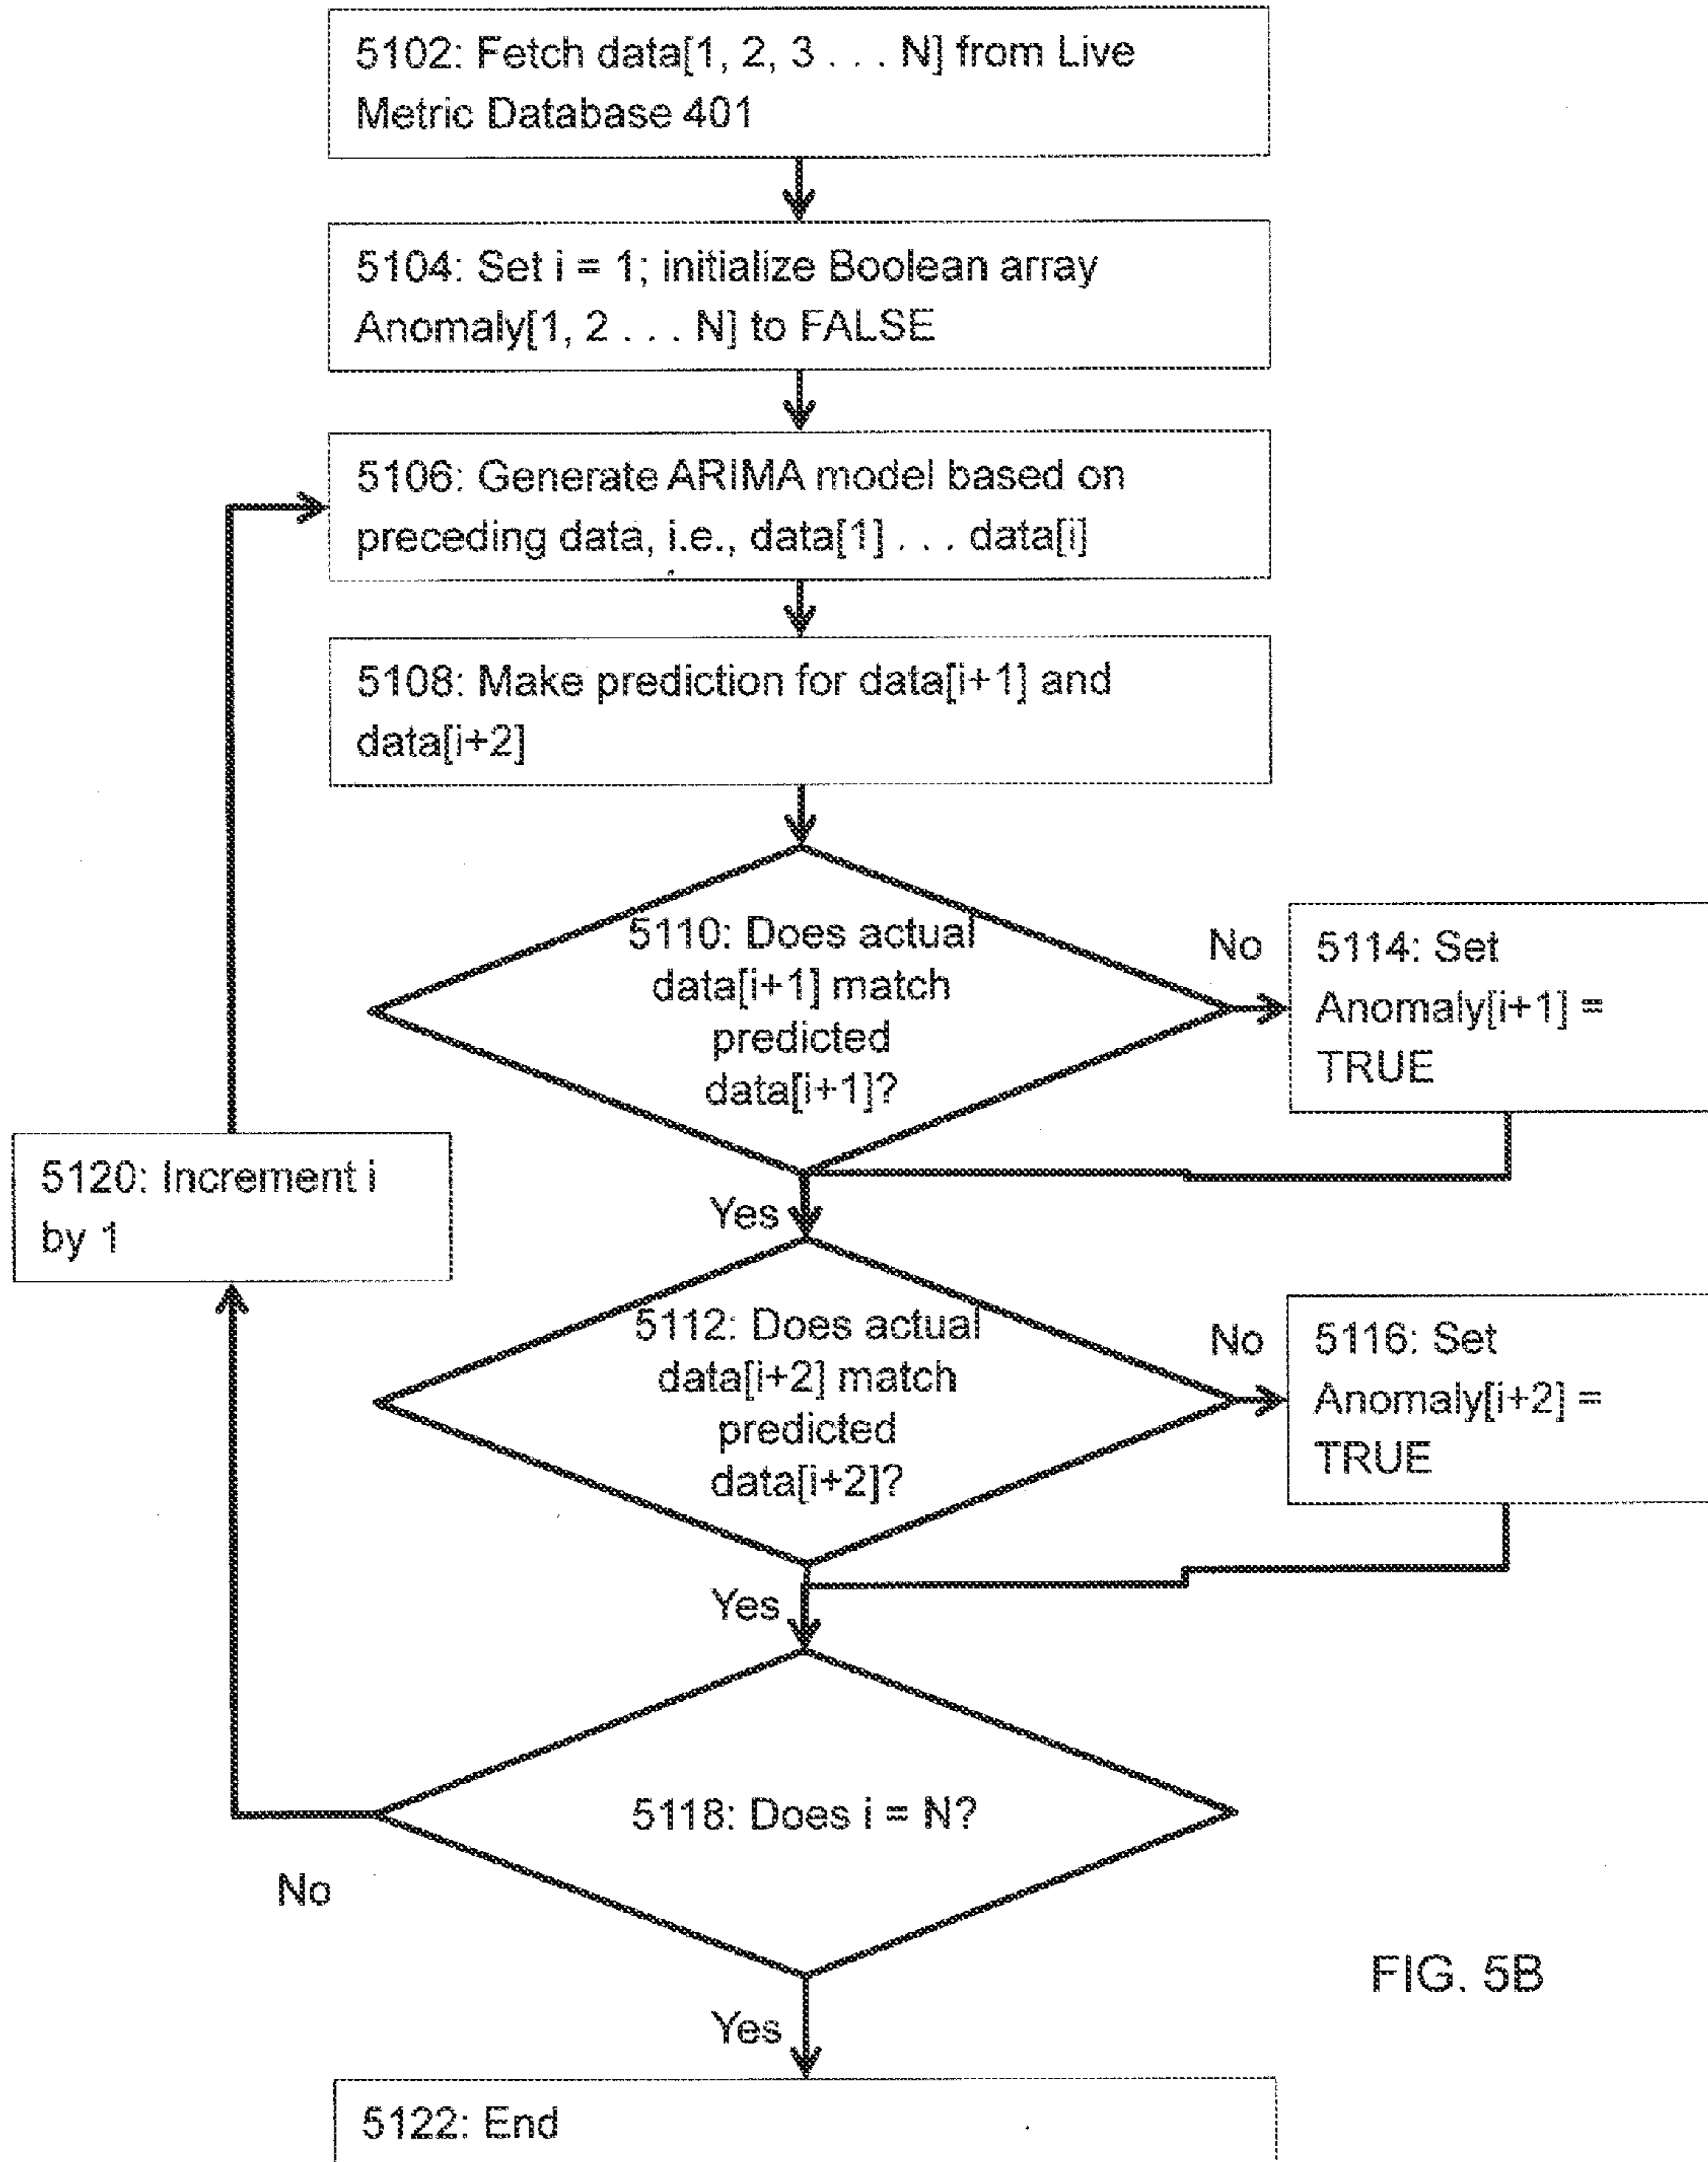 5102: Fetch data[1, 2, 3 . . . N] from Live
Metric Database 401
5104: Set i = 1; initialize Boolean array
Anomaly[1, 2 . . . N] to FALSE
5106: Generate ARIMA model based on
preceding data, i.e., data[1] . . . data[i]
5108: Make prediction for data[i+1] and
data[i+2]
5110: Does actual
data[i+1] match
predicted
data[i+1]?
No
5114: Set
Anomaly[i+1] =
TRUE
Yes
5120: Increment i
by 1
5112: Does actual
data[i+2] match
predicted
data[i+2]?
No
5116: Set
Anomaly[i+2] =
TRUE
Yes
5118: Does i = N?
No
Yes
FIG. 5B
5122: End